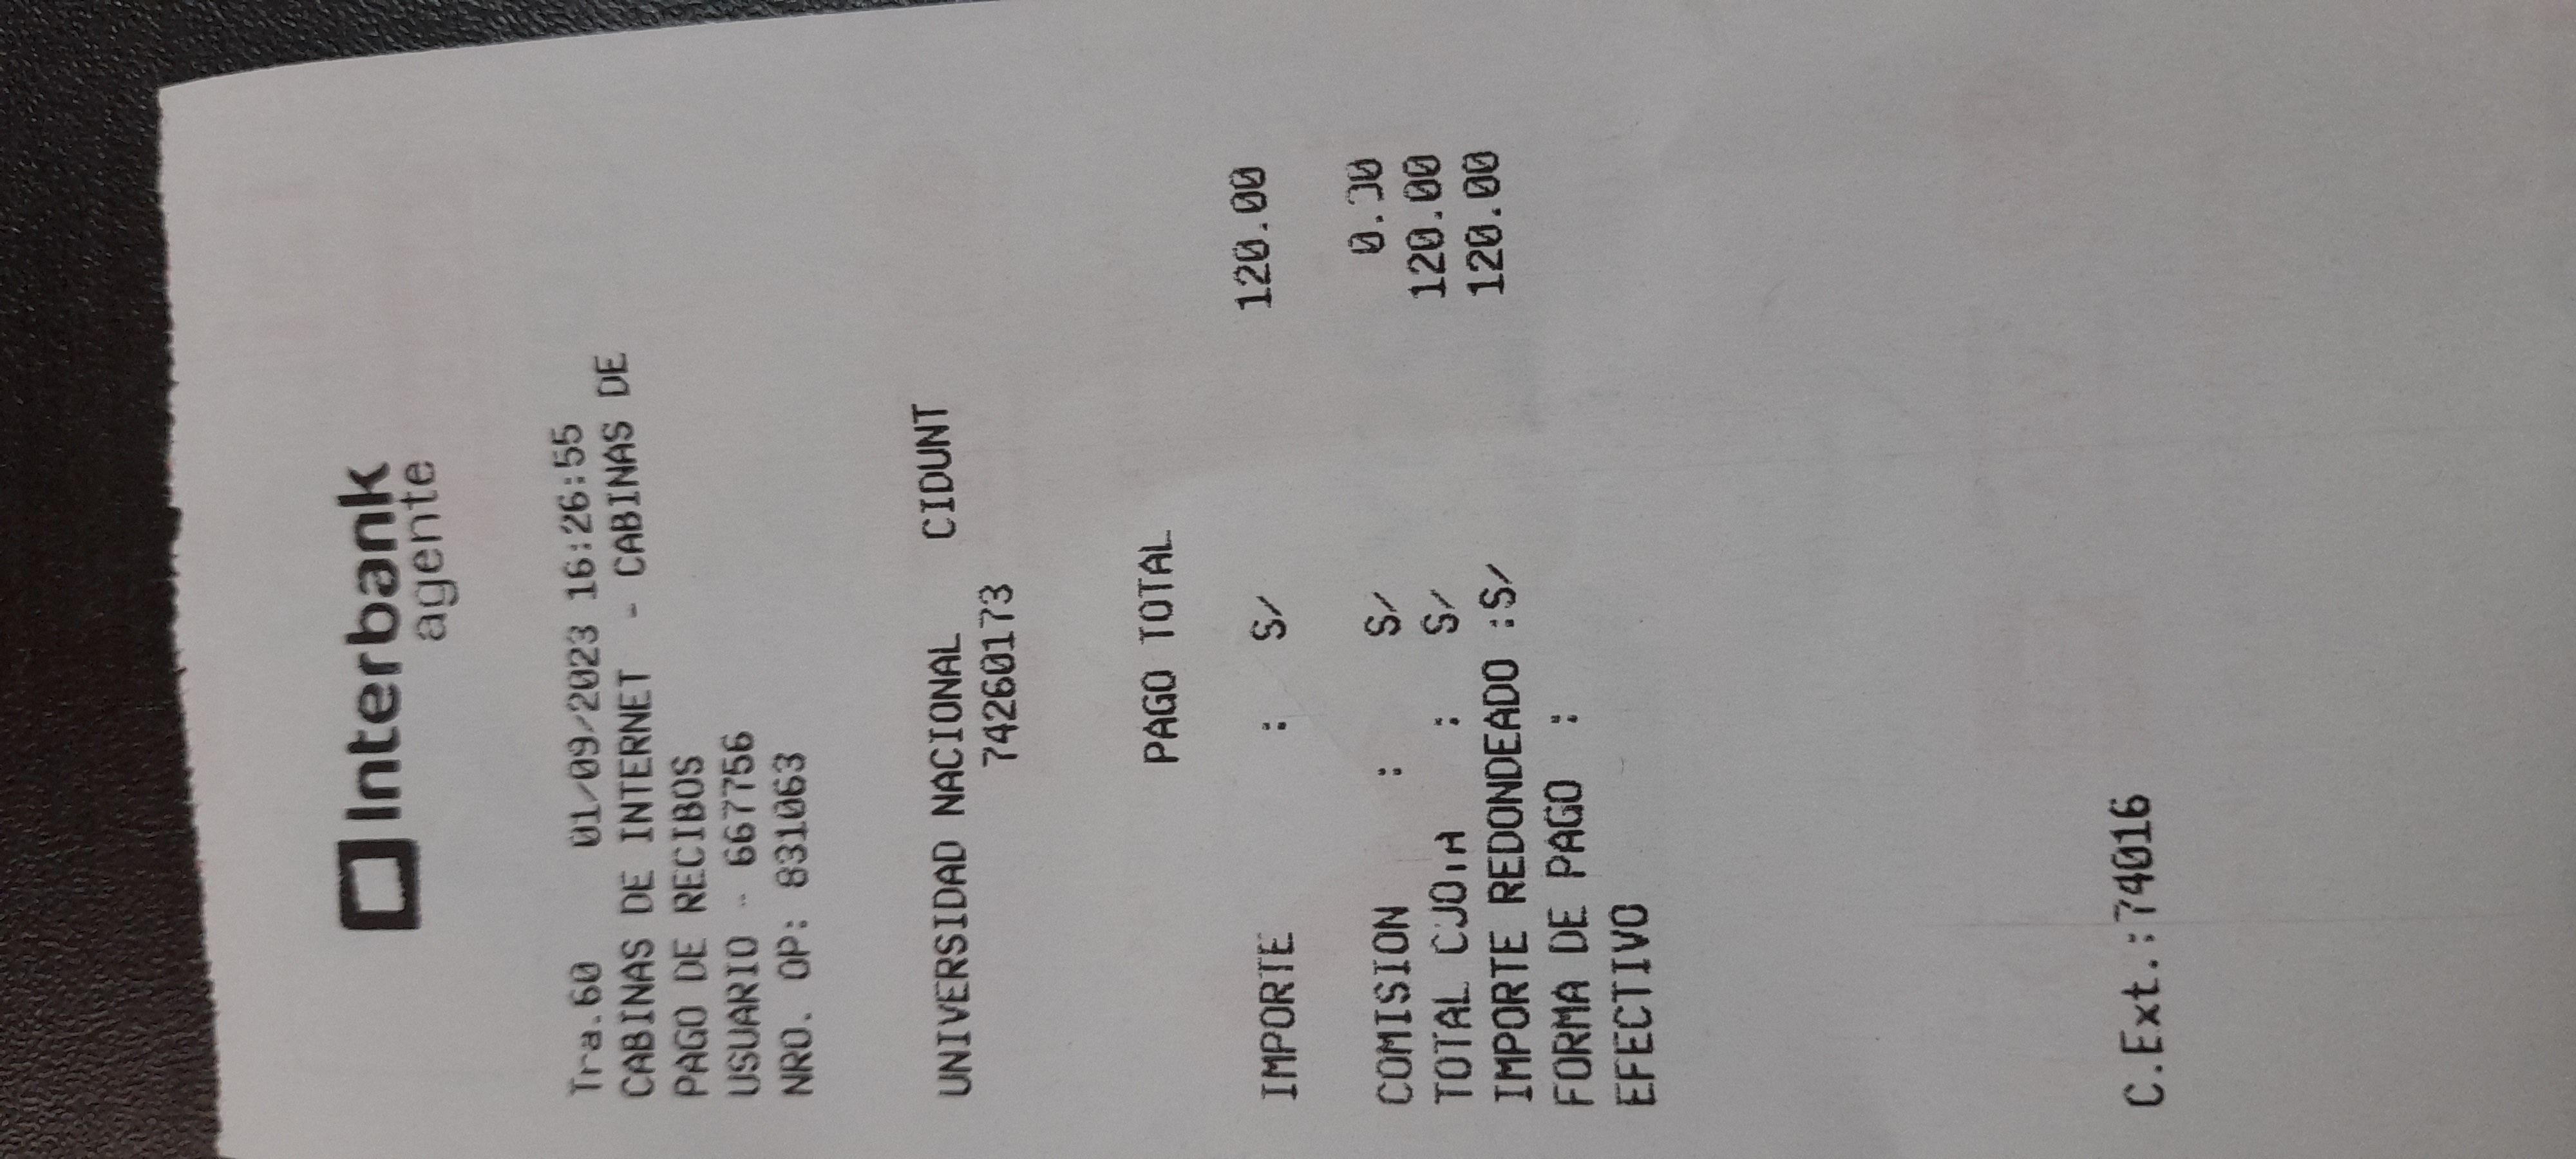 Interbank
agente
Tra.60 01/09/2023 16:26:55
CABINAS DE INTERNET - CABINAS DE
PAGO DE RECIBOS
USUARIO - 667756
NRO. OP: 831063
UNIVERSIDAD NACIONAL CIDUNT
74260173
PAGO TOTAL
IMPORTE : S/ 120.00
COMISION : S/ 0.00
TOTAL : S/ 120.00
IMPORTE REDONDEADO :S/ 120.00
FORMA DE PAGO :
EFECTIVO
C.Ext.:74016